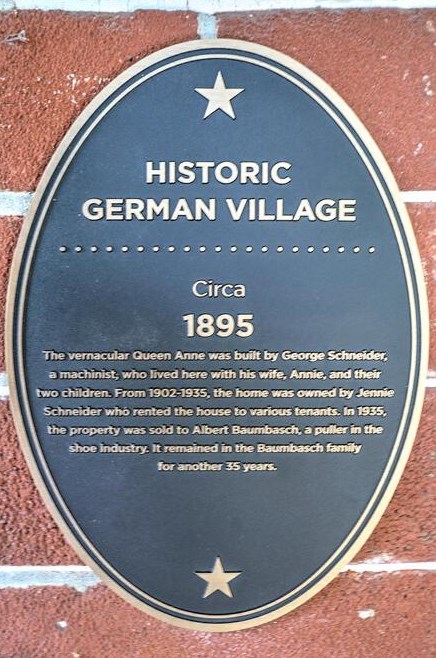 HISTORIC
GERMAN VILLAGE
Circa
1895
The vernacular Queen Anne was built by George Schneider,
a machinist; who lived here with his wife, Annie, and their
two children. From 1902-1935, the home was owned by Jennie
Schneider who rented the house to various tenants. In 1935,
the property was sold to Albert Baumbasch, a puller in the
shoe industry. It remained in the Baumbasch family
for another 35 years.